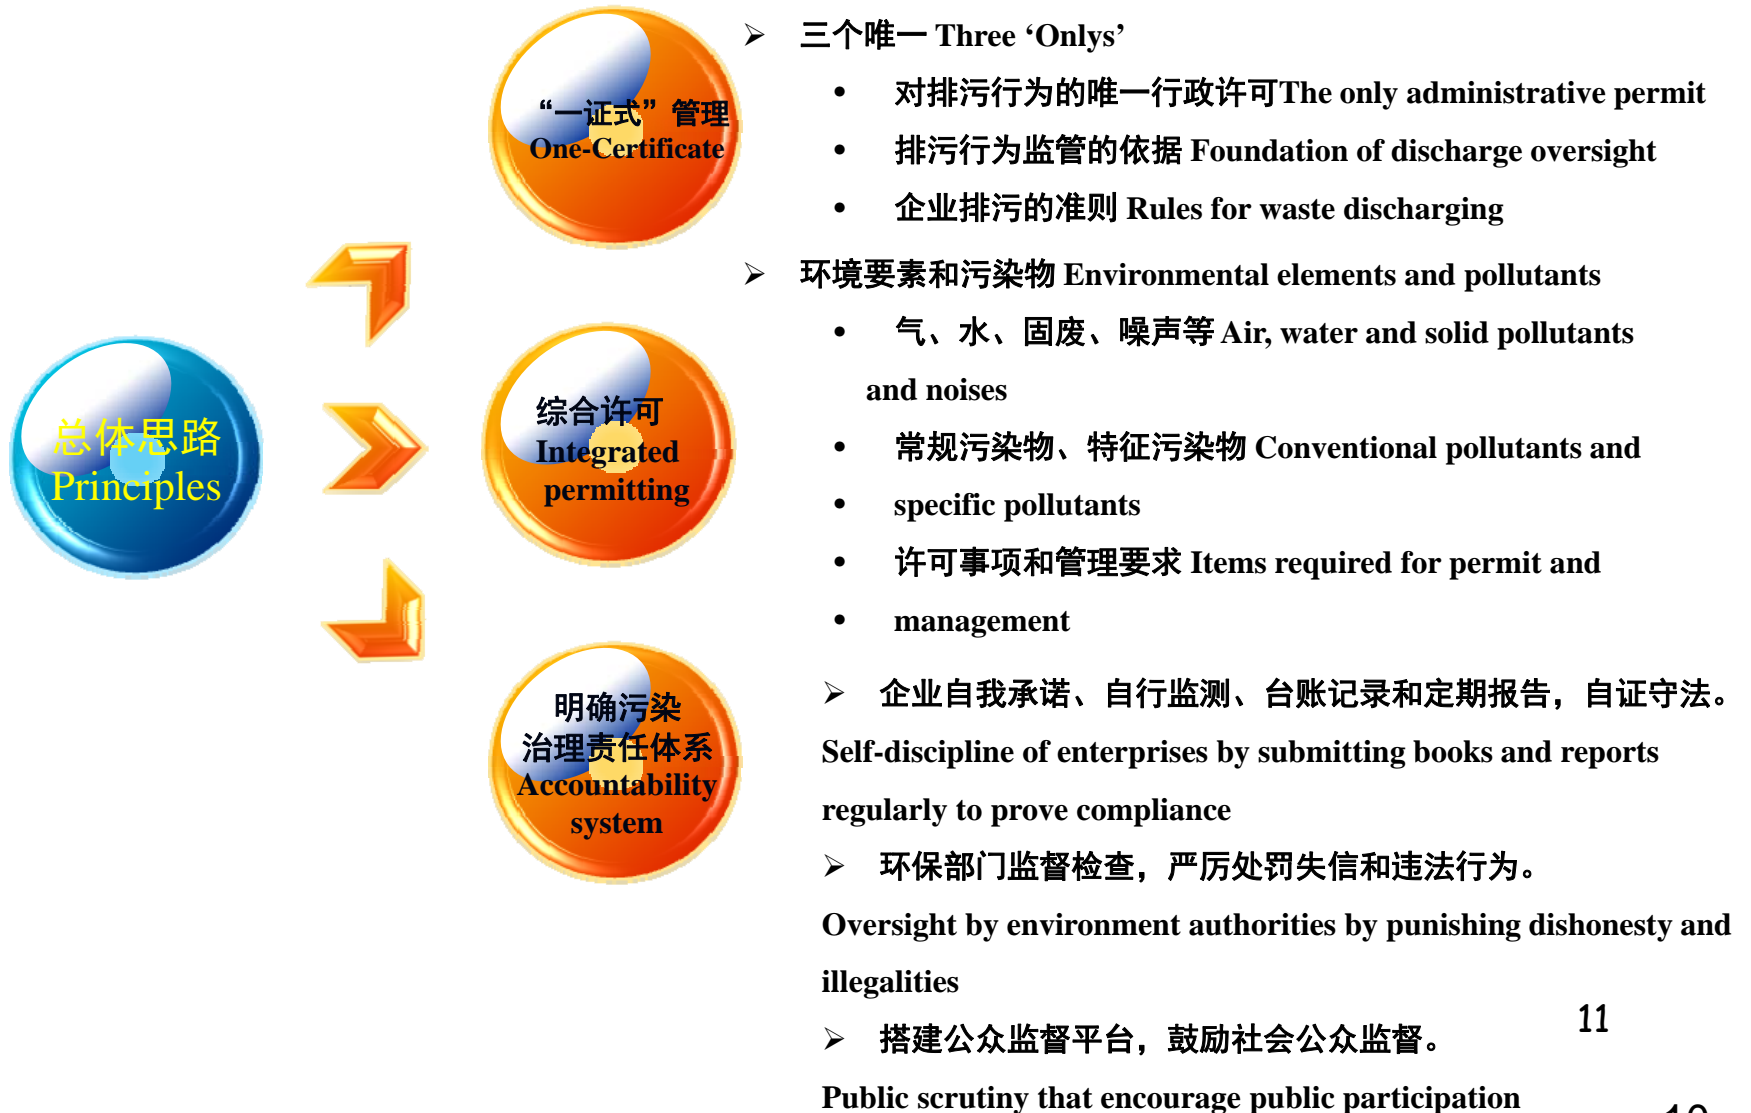 总体思路
Principles
“一证式”管理
One-Certificate
➢ 三个唯一 Three ‘Onlys’
• 对排污行为的唯一行政许可The only administrative permit
• 排污行为监管的依据 Foundation of discharge oversight
• 企业排污的准则 Rules for waste discharging
综合许可
Integrated
permitting
➢ 环境要素和污染物 Environmental elements and pollutants
• 气、水、固废、噪声等 Air, water and solid pollutants
and noises
• 常规污染物、特征污染物 Conventional pollutants and
• specific pollutants
• 许可事项和管理要求 Items required for permit and
• management
明确污染
治理责任体系
Accountability
system
➢ 企业自我承诺、自行监测、台账记录和定期报告，自证守法。
Self-discipline of enterprises by submitting books and reports
regularly to prove compliance
➢ 环保部门监督检查，严厉处罚失信和违法行为。
Oversight by environment authorities by punishing dishonesty and
illegalities
➢ 搭建公众监督平台，鼓励社会公众监督。
Public scrutiny that encourage public participation
11